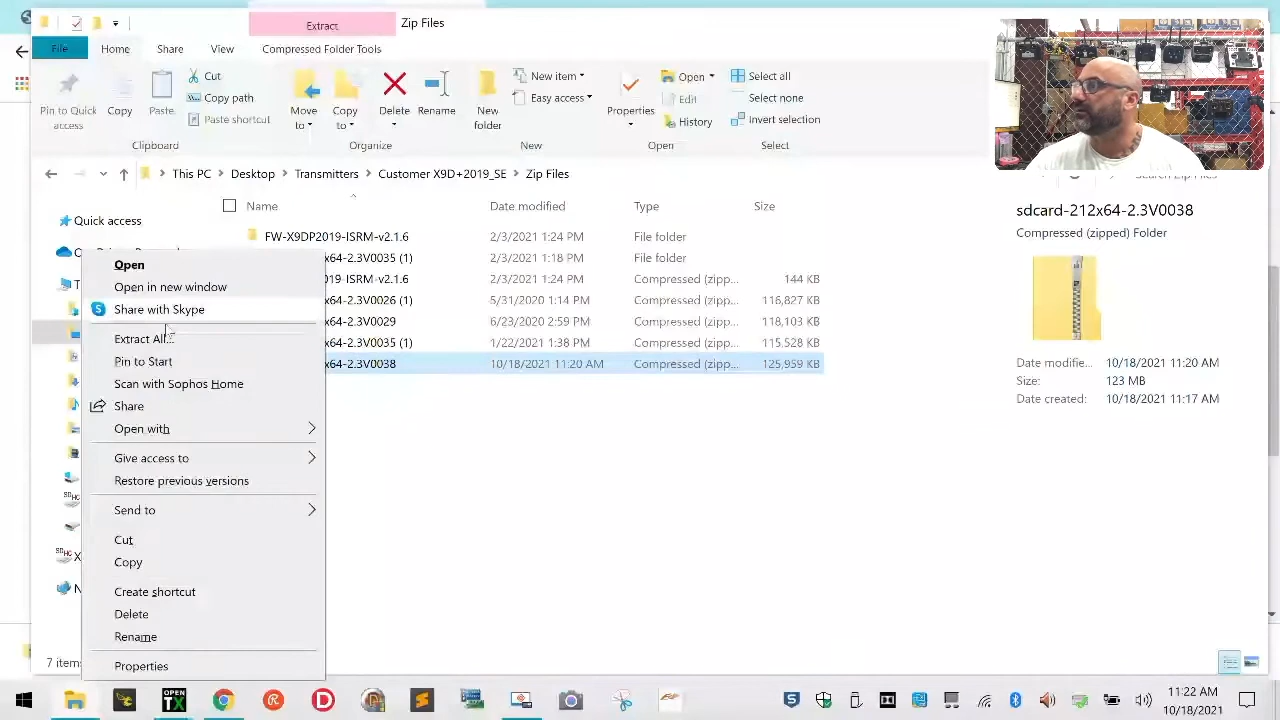 Extract
Zip Files
File Home Share View Compressed Folder Tools
Pin to Quick access
Copy
Paste
Cut
Copy path
Paste shortcut
Clipboard
Move to
Copy to
Delete
Rename
Organize
New folder
New item
Easy access
New
Properties
Open
Edit
History
Open
Select all
Select none
Invert selection
Select
This PC > Desktop > Transmitters > > Zip Files
Search Zip Files
Name Date modified Type Size
Quick access
FW-X9DP2019-ISRM-v2.1.6 2/3/2021 1:24 PM File folder
x64-2.3V0035 (1) 2/3/2021 1:18 PM File folder
019-ISRM-v2.1.6 2/3/2021 1:24 PM Compressed (zipp... 144 KB
x64-2.3V0026 (1) 5/31/2020 1:14 PM Compressed (zipp... 116,827 KB
x64-2.3V0029 6/23/2020 3:59 PM Compressed (zipp... 118,103 KB
(1) 1/22/2021 1:38 PM Compressed (zipp... 115,528 KB
x64-2.3V0038 10/18/2021 11:20 AM Compressed (zipp... 125,959 KB
Open
Open in new window
Share with Skype
Extract All...
Pin to Start
Scan with Sophos Home
Share
Open with
Give access to
Restore previous versions
Send to
Cut
Copy
Create shortcut
Delete
Rename
Properties
sdcard-212x64-2.3V0038
Compressed (zipped) Folder
Date modifie... 10/18/2021 11:20 AM
Size: 123 MB
Date created: 10/18/2021 11:17 AM
7 items
OPEN
TX
11:22 AM
10/18/2021